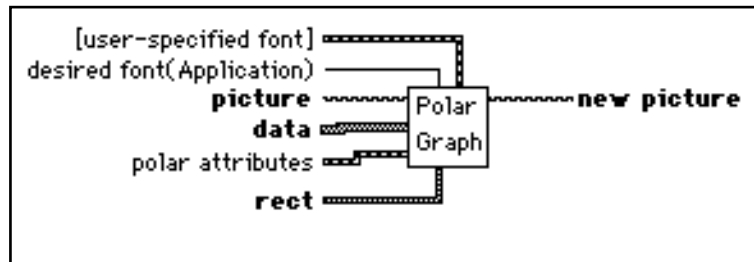 [user-specified font]
desired font(Application)
picture
data
polar attributes
rect
Polar
Graph
new picture